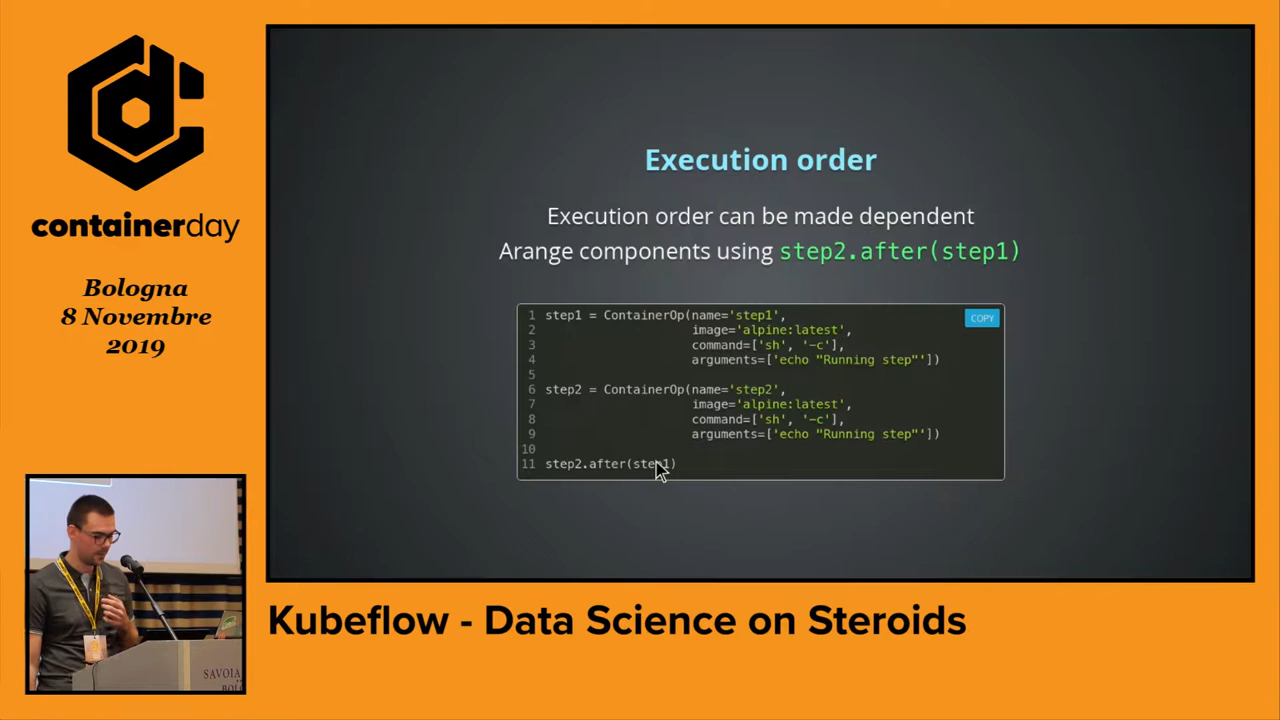 containerday
Bologna
8 Novembre
2019
Execution order
Execution order can be made dependent
Arange components using step2.after(step1)
COPY
1 step1 = ContainerOp(name='step1',
2 image='alpine:latest',
3 command=['sh', '-c'],
4 arguments=['echo "Running step"'])
5
6 step2 = ContainerOp(name='step2',
7 image='alpine:latest',
8 command=['sh', '-c'],
9 arguments=['echo "Running step"'])
10
11 step2.after(step1)
SAVOIA
Kubeflow - Data Science on Steroids